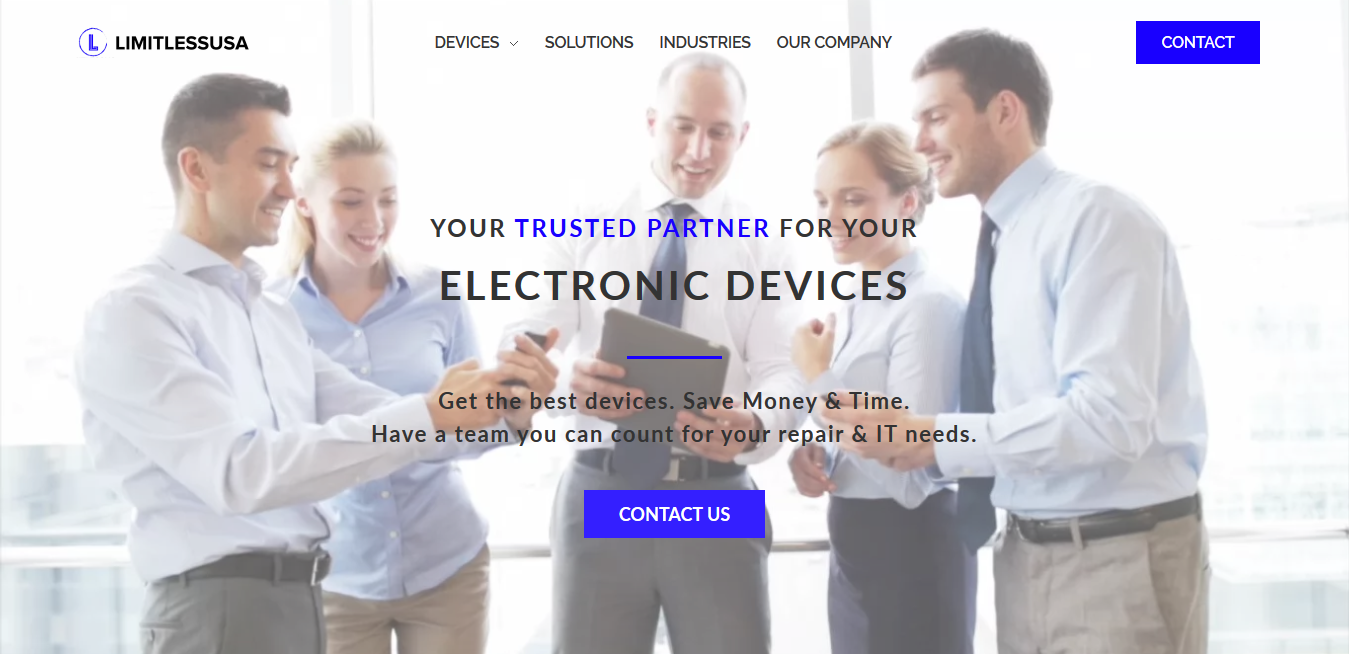 LIMITLESSUSA
DEVICES
SOLUTIONS
INDUSTRIES
OUR COMPANY
CONTACT
YOUR TRUSTED PARTNER FOR YOUR
ELECTRONIC DEVICES
Get the best devices. Save Money & Time.
Have a team you can count for your repair & IT needs.
CONTACT US